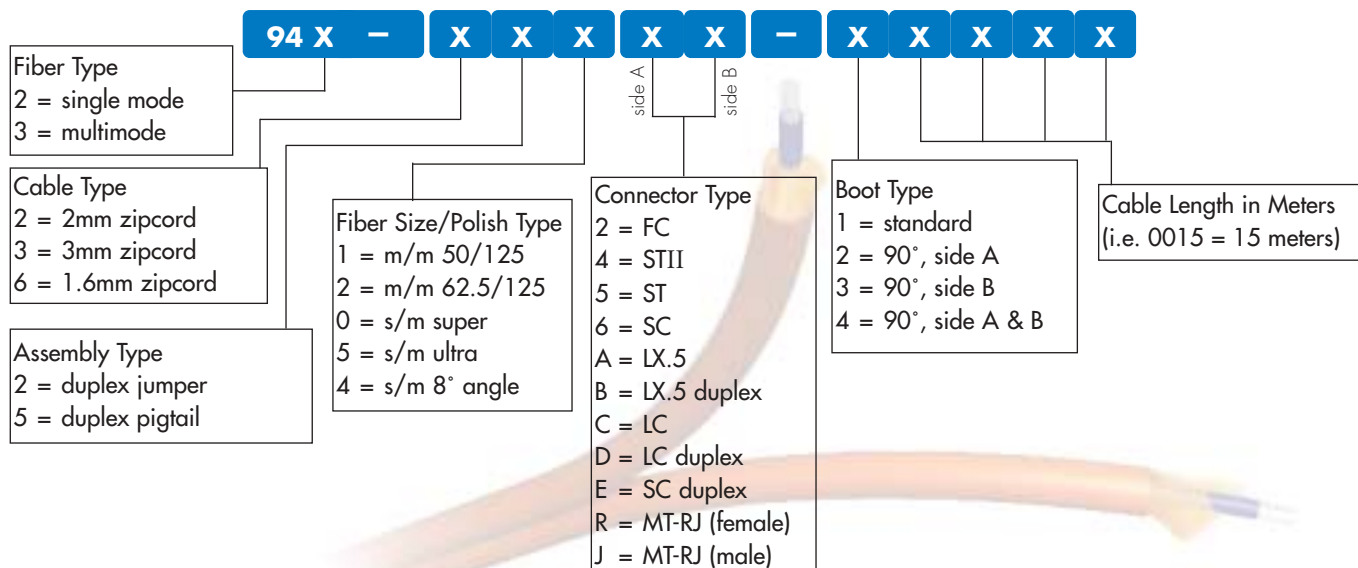 94 X – X X X X X – X X X X X
side A
side B
Fiber Type
2 = single mode
3 = multimode
Cable Type
2 = 2mm zipcord
3 = 3mm zipcord
6 = 1.6mm zipcord
Assembly Type
2 = duplex jumper
5 = duplex pigtail
Fiber Size/Polish Type
1 = m/m 50/125
2 = m/m 62.5/125
0 = s/m super
5 = s/m ultra
4 = s/m 8° angle
Connector Type
2 = FC
4 = STII
5 = ST
6 = SC
A = LX.5
B = LX.5 duplex
C = LC
D = LC duplex
E = SC duplex
R = MT-RJ (female)
J = MT-RJ (male)
Boot Type
1 = standard
2 = 90°, side A
3 = 90°, side B
4 = 90°, side A & B
Cable Length in Meters
(i.e. 0015 = 15 meters)